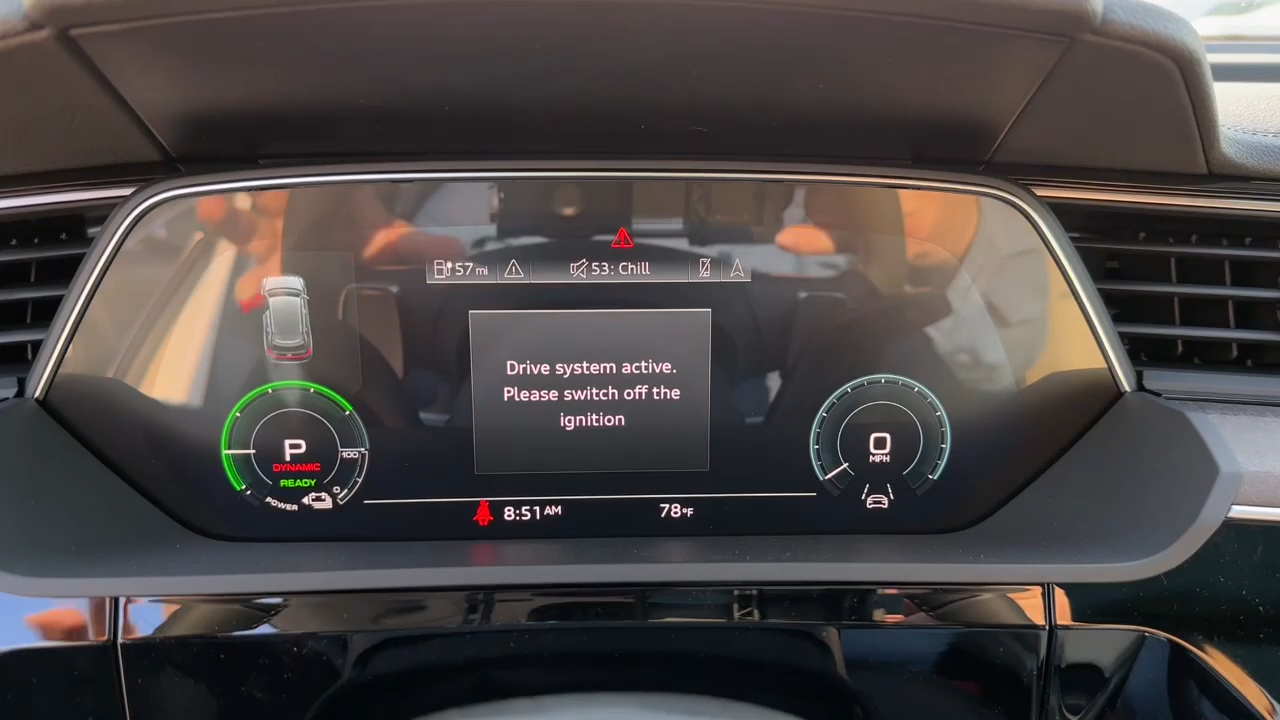 57 mi
53: Chill
Drive system active.
Please switch off the
ignition
P
DYNAMIC
READY
100
0
POWER
0
MPH
8:51 AM
78°F